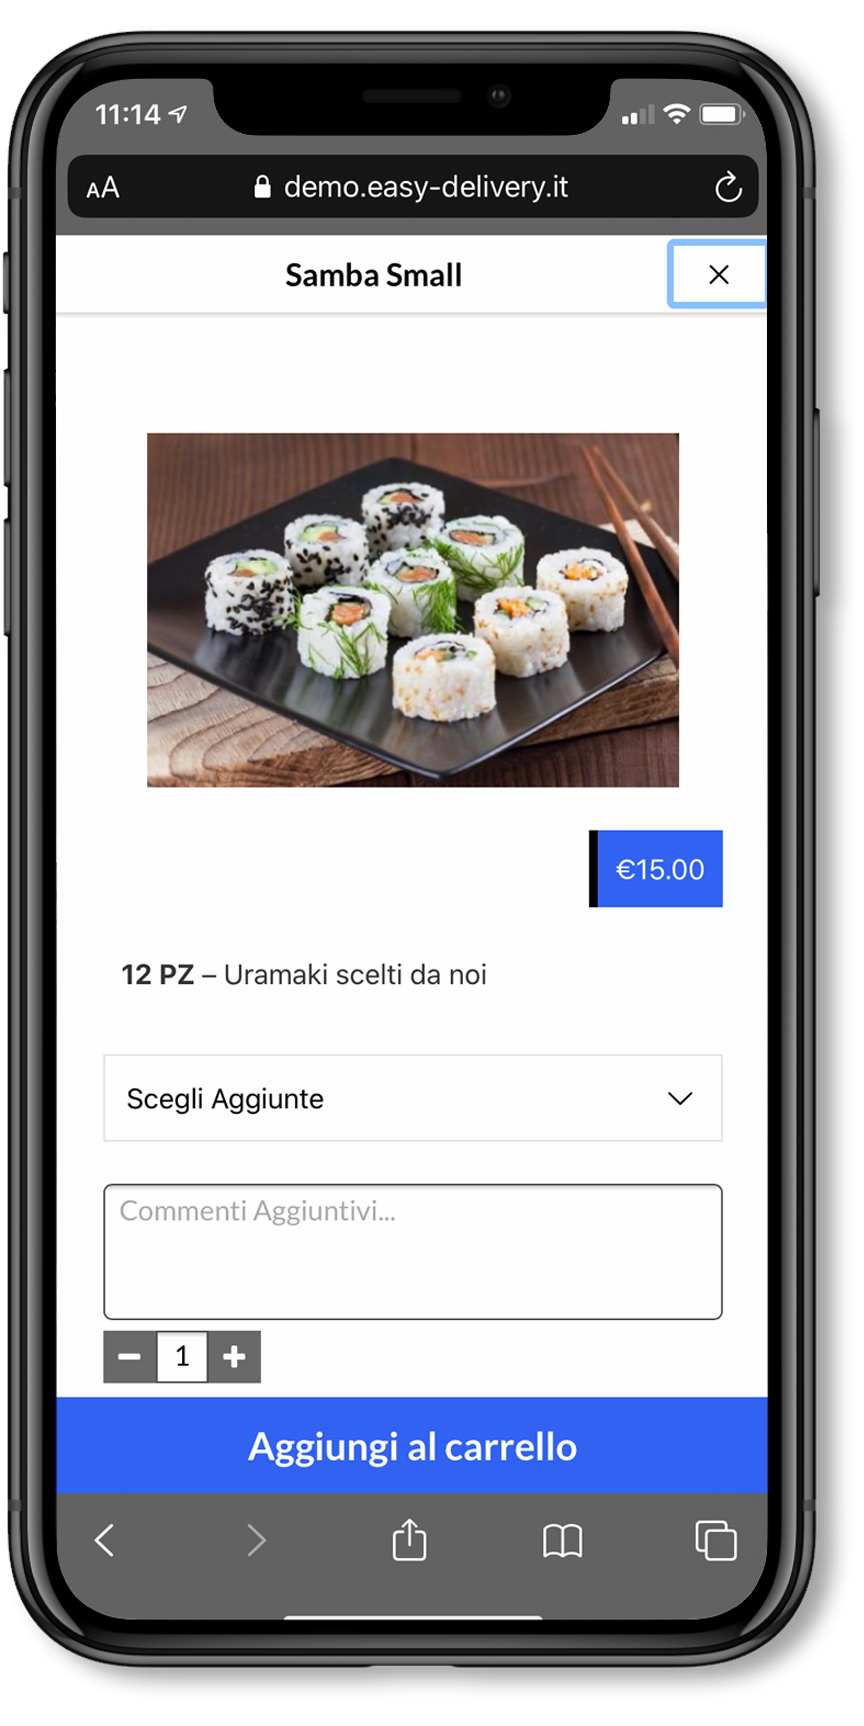 11:14
AA demo.easy-delivery.it
Samba Small
€15.00
12 PZ – Uramaki scelti da noi
Scegli Aggiunte
Commenti Aggiuntivi...
1
Aggiungi al carrello